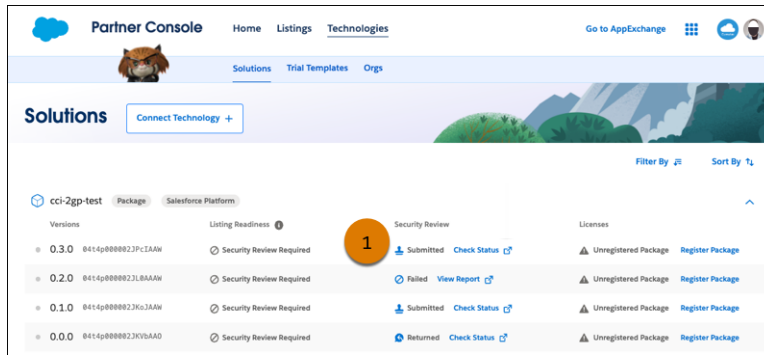 Partner Console Home Listings Technologies Go to AppExchange
Solutions Trial Templates Orgs
Solutions Connect Technology +
Filter By Sort By
cci-2gp-test Package Salesforce Platform
Versions Listing Readiness Security Review Licenses
1
0.3.0 04t4p000002JPcIAAW Security Review Required Submitted Check Status Unregistered Package Register Package
0.2.0 04t4p000002JL0AAAW Security Review Required Failed View Report Unregistered Package Register Package
0.1.0 04t4p000002JKoJAAW Security Review Required Submitted Check Status Unregistered Package Register Package
0.0.0 04t4p000002JKVbAAO Security Review Required Returned Check Status Unregistered Package Register Package